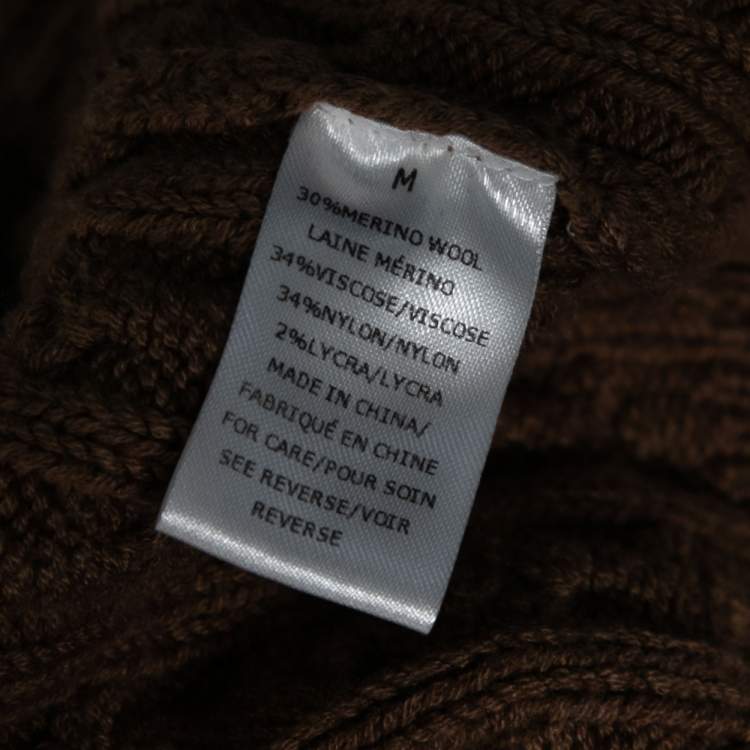 M
30%MERINO WOOL
LAINE MÉRINO
34%VISCOSE/VISCOSE
34%NYLON/NYLON
2%LYCRA/LYCRA
MADE IN CHINA/
FABRIQUÉ EN CHINE
FOR CARE/POUR SOIN
SEE REVERSE/VOIR
REVERSE